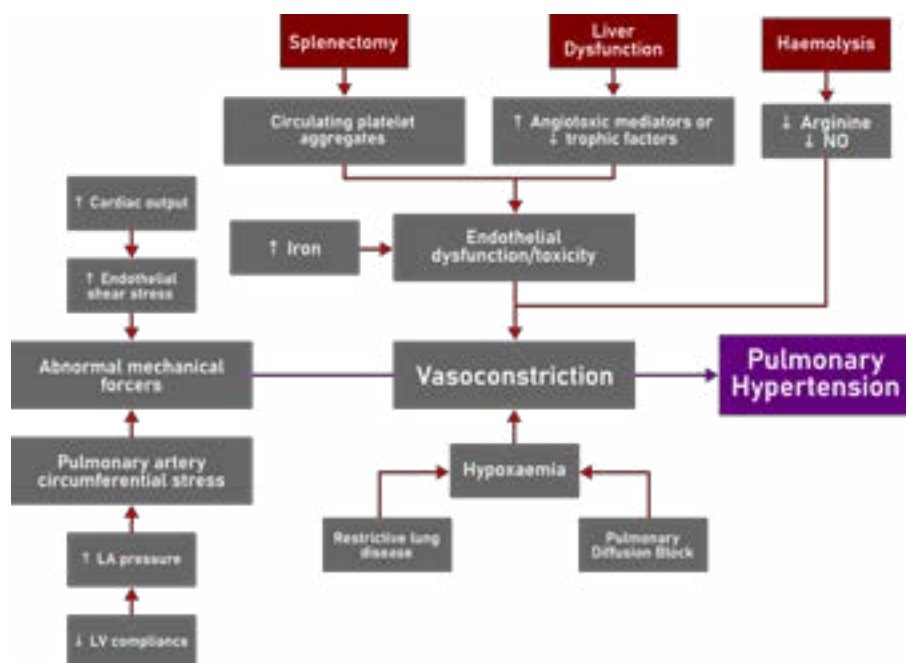 Splenectomy
Liver
Dysfunction
Haemolysis
Circulating platelet
aggregates
↑ Angiotoxic mediators or
↓ trophic factors
↓ Arginine
↓ NO
↑ Cardiac output
↑ Iron
Endothelial
dysfunction/toxicity
↑ Endothelial
shear stress
Abnormal mechanical
forcers
Vasoconstriction
Pulmonary
Hypertension
Pulmonary artery
circumferential stress
Hypoxaemia
↑ LA pressure
Restrictive lung
disease
Pulmonary
Diffusion Block
↓ LV compliance